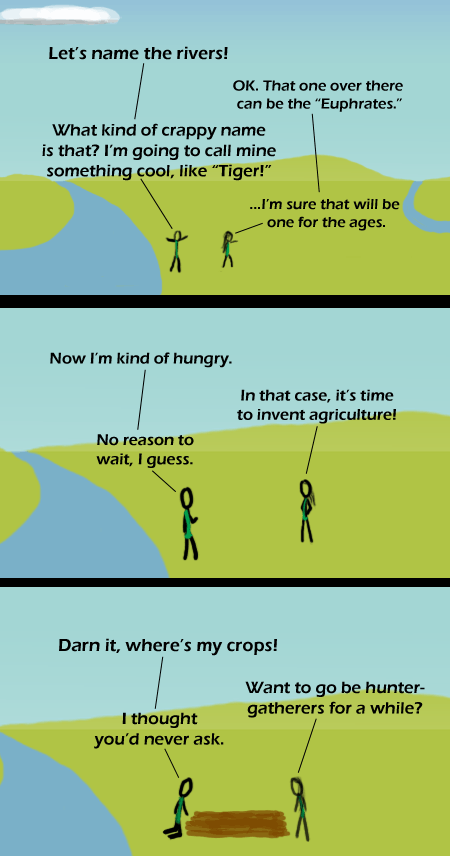 Let's name the rivers!
OK. That one over there
can be the "Euphrates."
What kind of crappy name
is that? I'm going to call mine
something cool, like "Tiger!"
...I'm sure that will be
one for the ages.
Now I'm kind of hungry.
In that case, it's time
to invent agriculture!
No reason to
wait, I guess.
Darn it, where's my crops!
Want to go be hunter-
gatherers for a while?
I thought
you'd never ask.